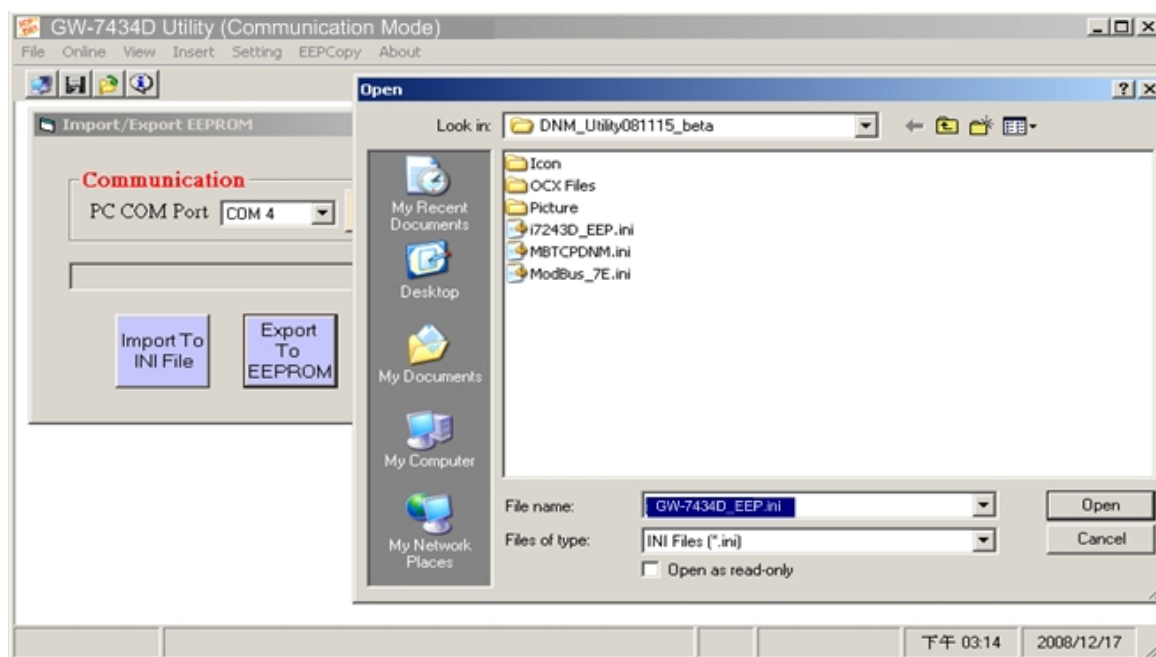 GW-7434D Utility (Communication Mode)
File Online View Insert Setting EEPCopy About
Import/Export EEPROM
Communication
PC COM Port COM 4
Import To
INI File
Export
To
EEPROM
Open
Look in: DNM_Utility081115_beta
My Recent
Documents
Desktop
My Documents
My Computer
My Network
Places
Icon
OCX Files
Picture
i7243D_EEP.ini
MBTCPDNM.ini
ModBus_7E.ini
File name: GW-7434D_EEP.ini Open
Files of type: INI Files (*.ini) Cancel
Open as read-only
下午 03:14 2008/12/17